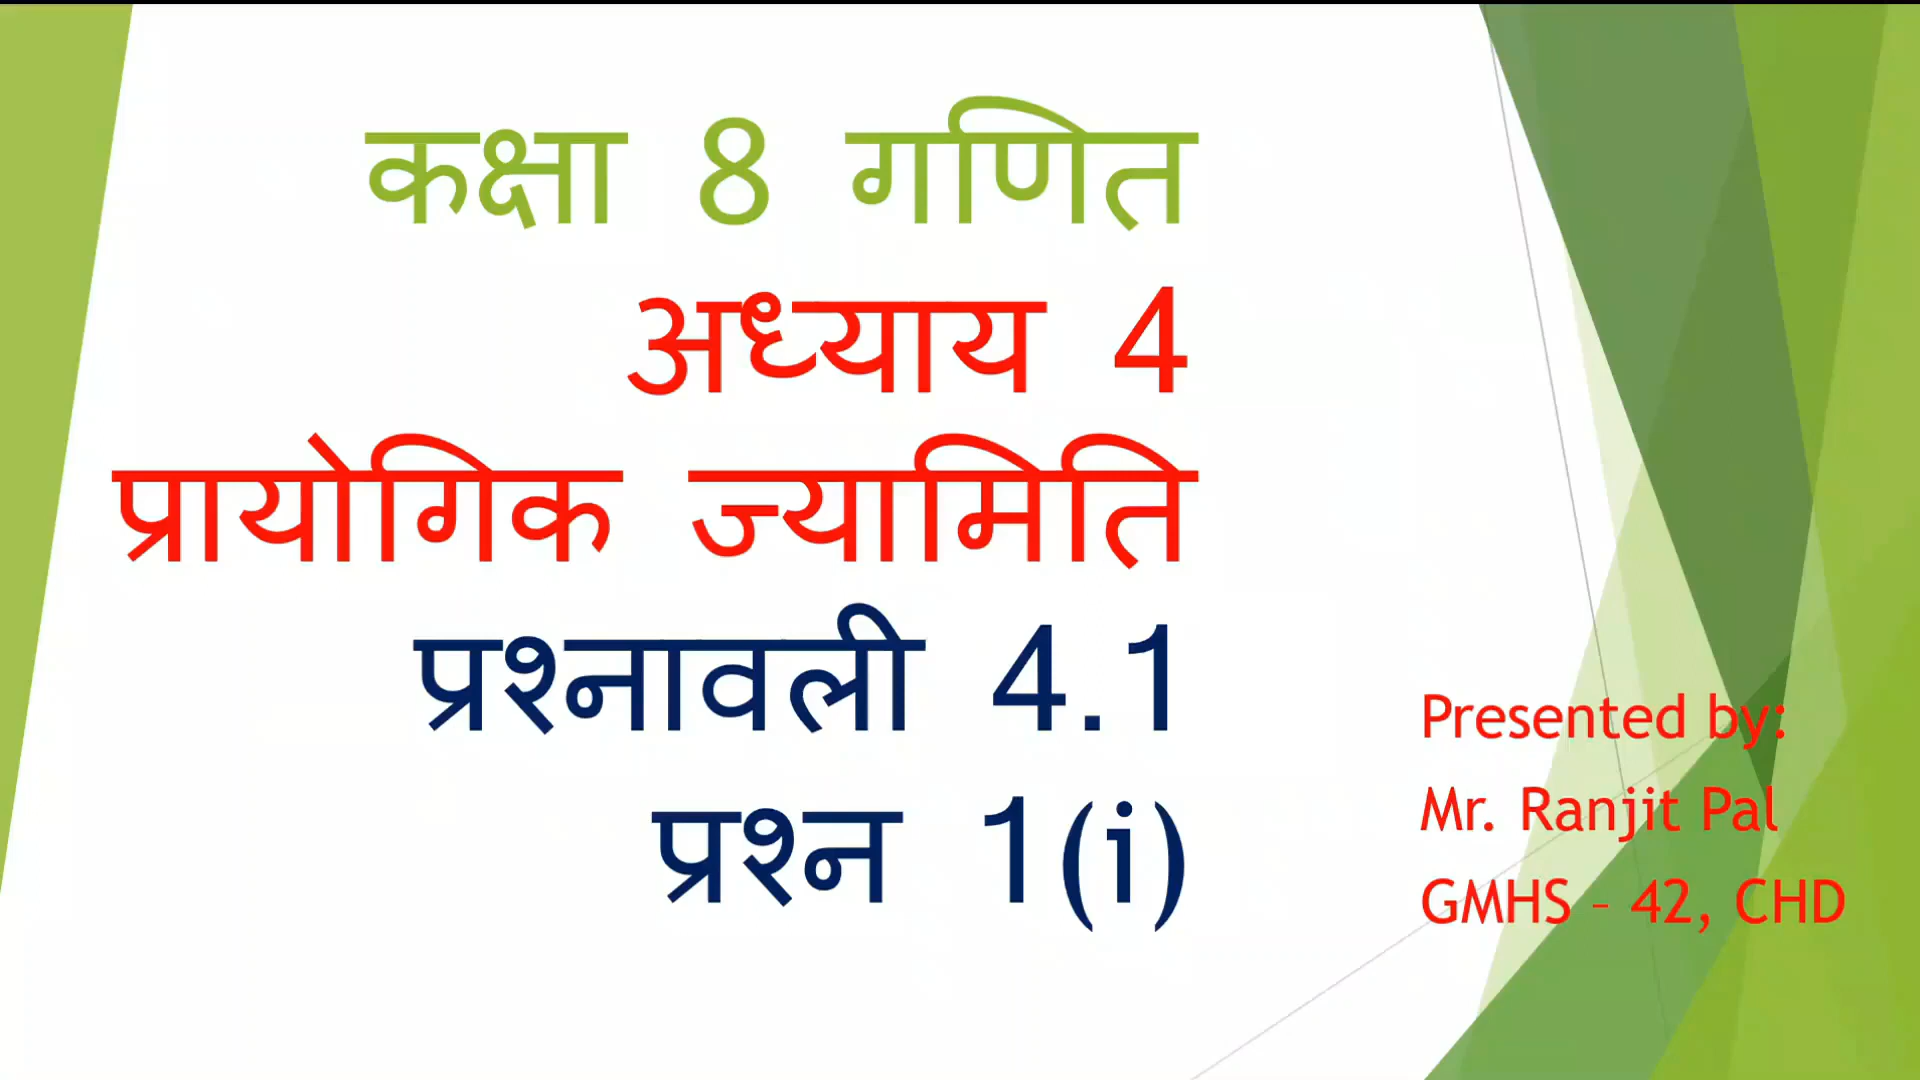 कक्षा 8 गणित
अध्याय 4
प्रायोगिक ज्यामिति
प्रश्नावली 4.1
प्रश्न 1(i)
Presented by:
Mr. Ranjit Pal
GMHS - 42, CHD